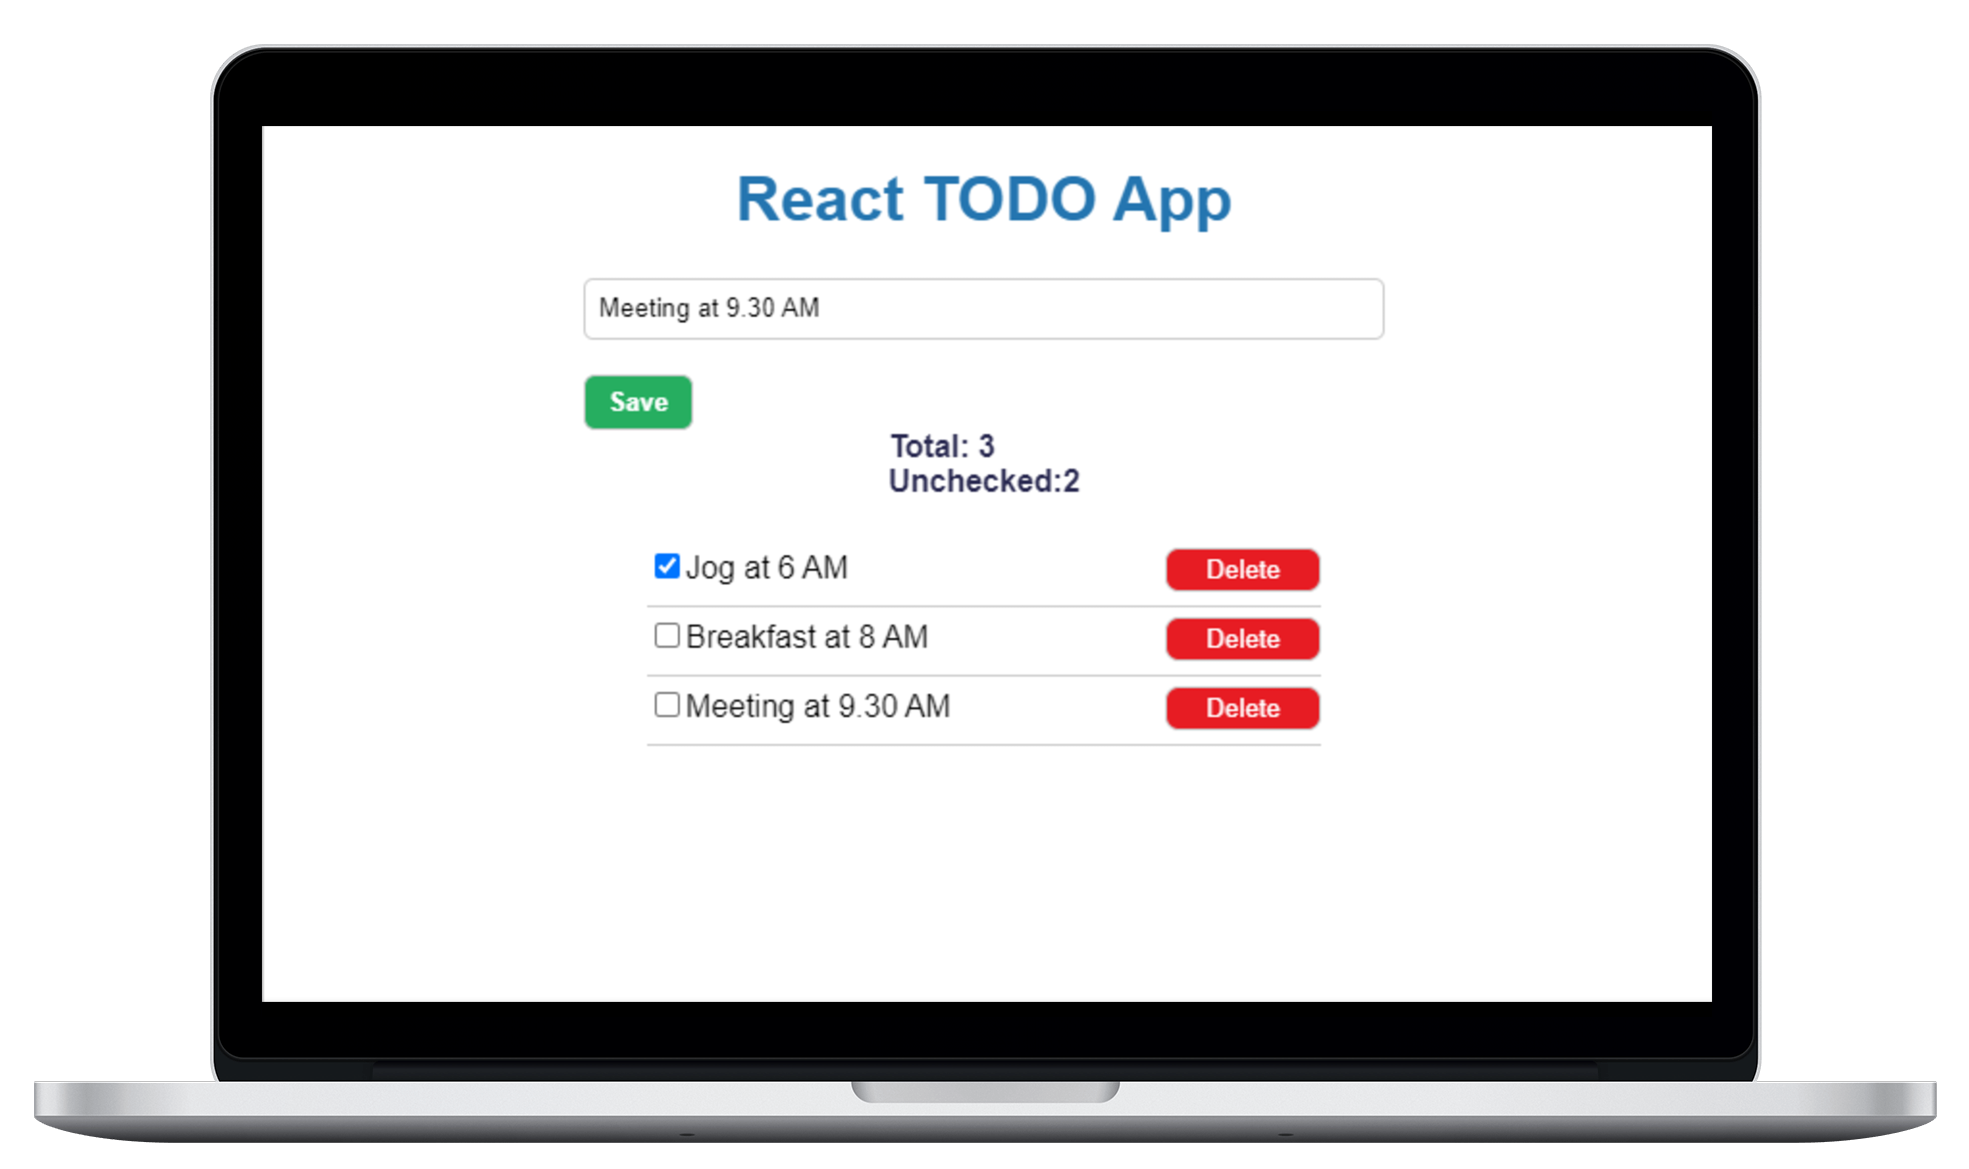 React TODO App
Meeting at 9.30 AM
Save
Total: 3
Unchecked:2
Jog at 6 AM Delete
Breakfast at 8 AM Delete
Meeting at 9.30 AM Delete